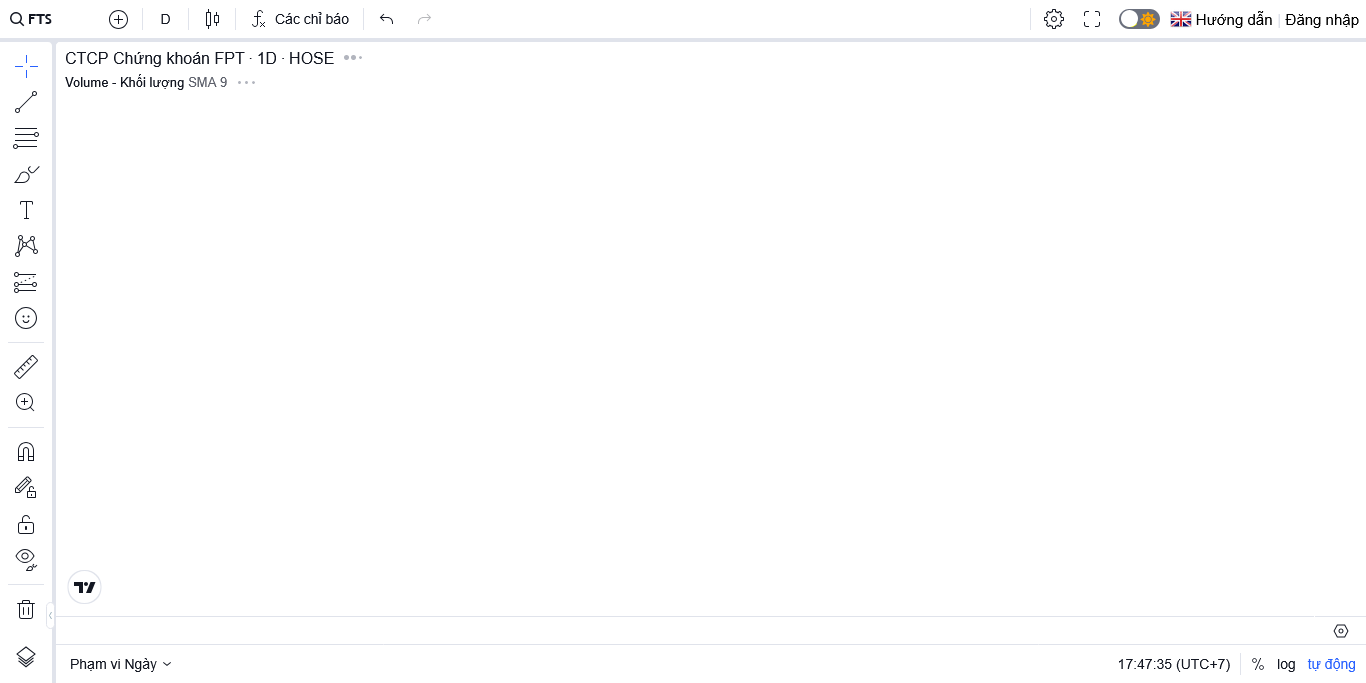 FTS D Các chỉ báo Hướng dẫn Đăng nhập
CTCP Chứng khoán FPT · 1D · HOSE
Volume - Khối lượng SMA 9
Phạm vi Ngày 17:47:35 (UTC+7) % log tự động